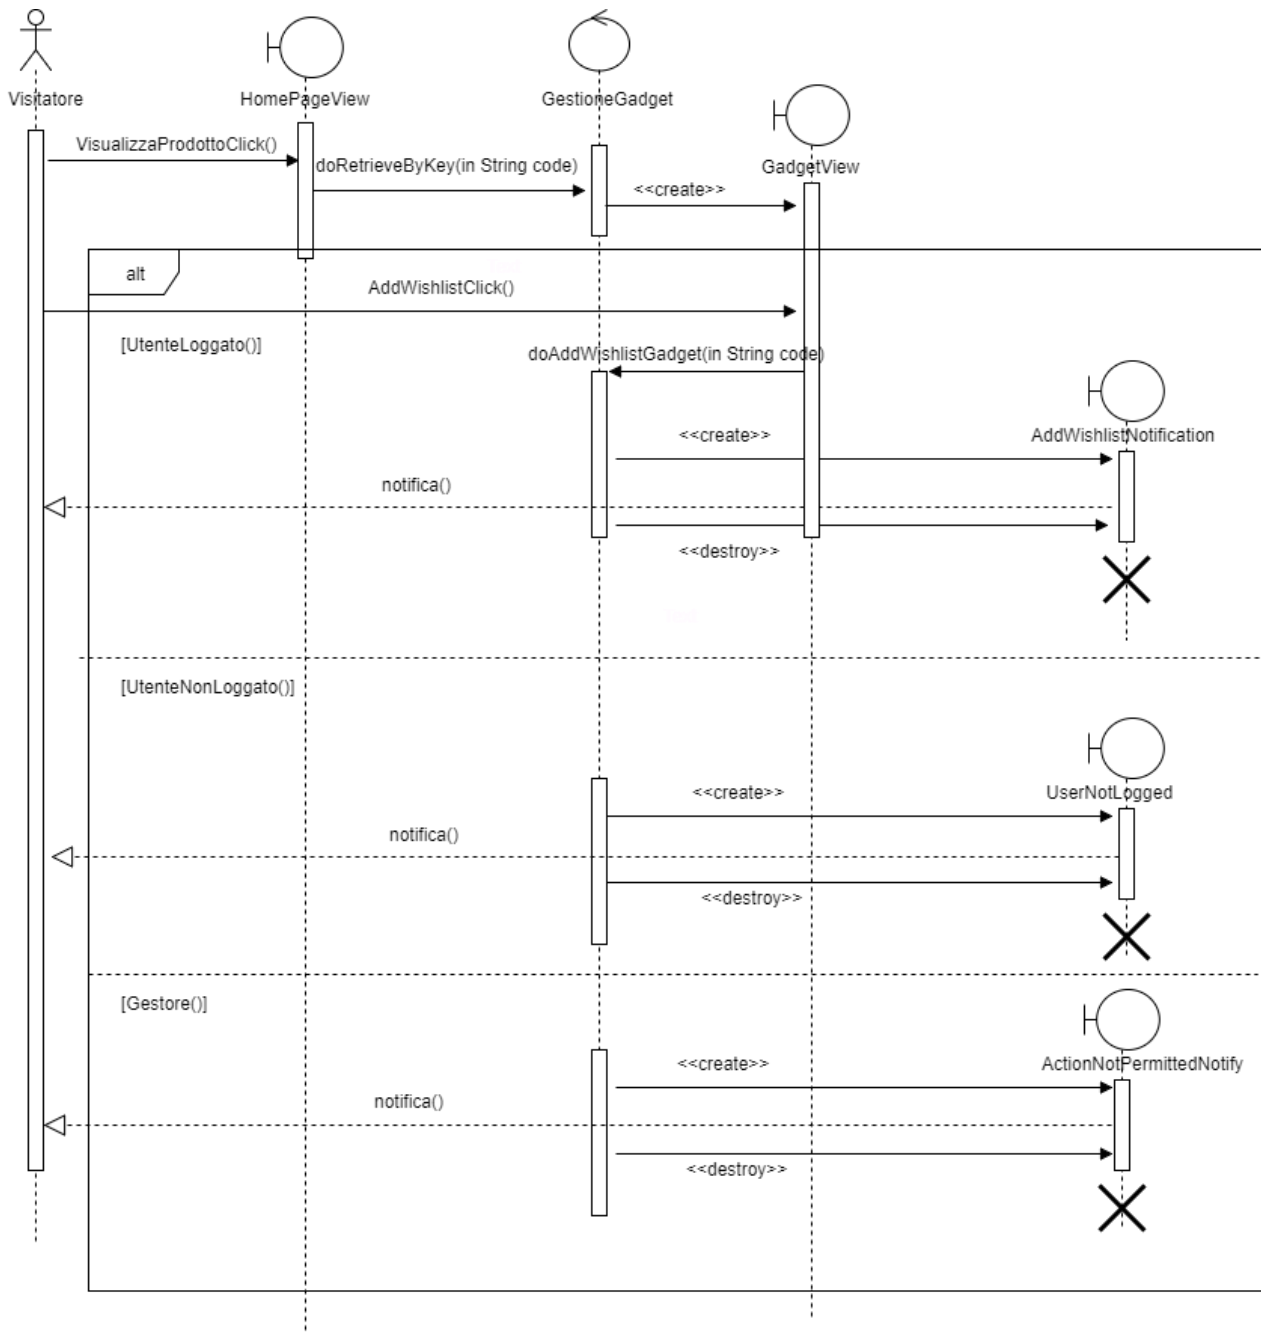 Visitatore
HomePageView
GestioneGadget
GadgetView
VisualizzaProdottoClick()
doRetrieveByKey(in String code)
<<create>>
alt
AddWishlistClick()
[UtenteLoggato()]
doAddWishlistGadget(in String code)
<<create>>
AddWishlistNotification
notifica()
<<destroy>>
[UtenteNonLoggato()]
<<create>>
UserNotLogged
notifica()
<<destroy>>
[Gestore()]
<<create>>
ActionNotPermittedNotify
notifica()
<<destroy>>